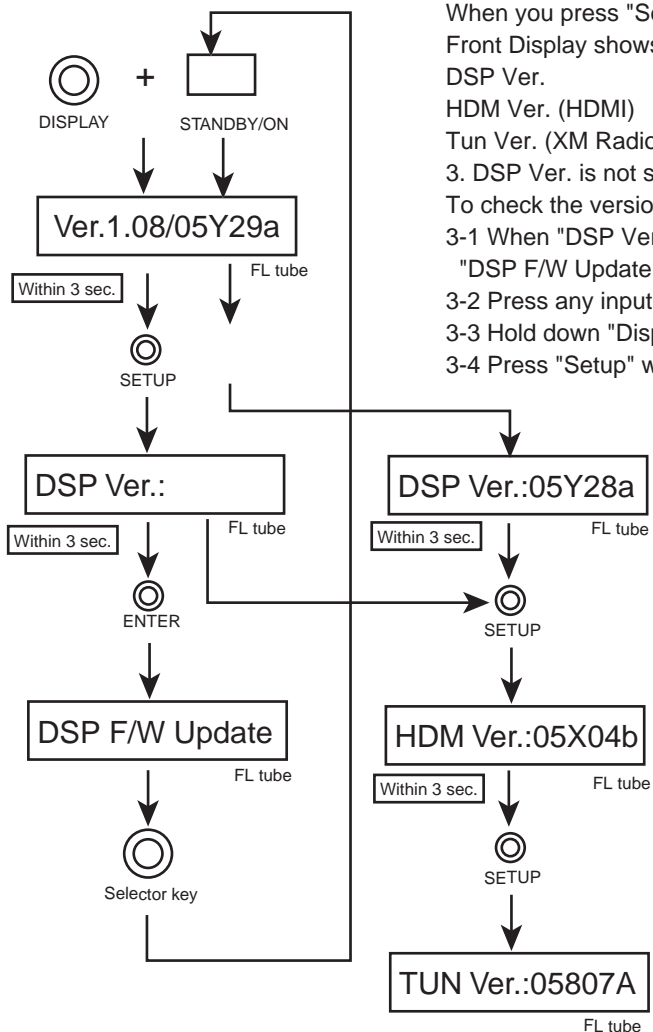 When you press "Se
Front Display shows
DSP Ver.
HDM Ver. (HDMI)
Tun Ver. (XM Radio
3. DSP Ver. is not s
To check the versio
3-1 When "DSP Ver
"DSP F/W Update
3-2 Press any input
3-3 Hold down "Disp
3-4 Press "Setup" w
+
DISPLAY
STANDBY/ON
Ver.1.08/05Y29a
FL tube
Within 3 sec.
SETUP
DSP Ver.:
FL tube
Within 3 sec.
ENTER
DSP F/W Update
FL tube
Selector key
DSP Ver.:05Y28a
FL tube
Within 3 sec.
SETUP
HDM Ver.:05X04b
FL tube
Within 3 sec.
SETUP
TUN Ver.:05807A
FL tube